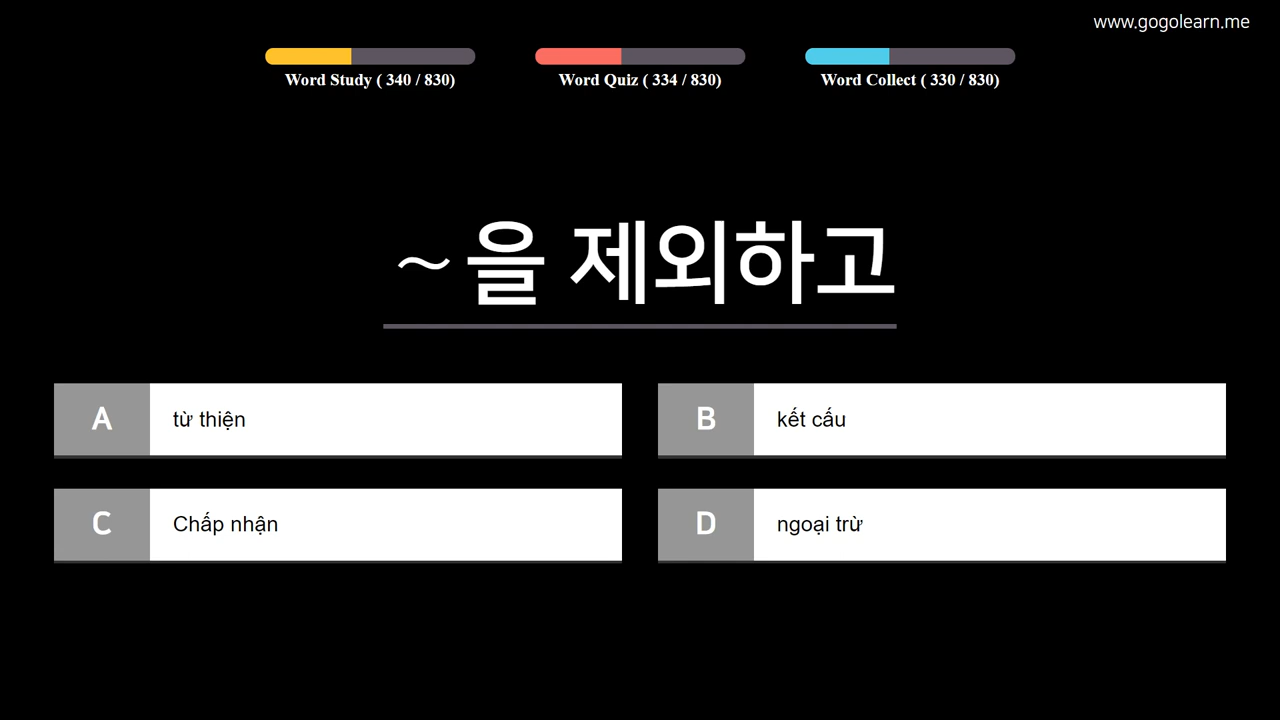 www.gogolearn.me
Word Study ( 340 / 830)
Word Quiz ( 334 / 830)
Word Collect ( 330 / 830)
~을 제외하고
A
từ thiện
B
kết cấu
C
Chấp nhận
D
ngoại trừ